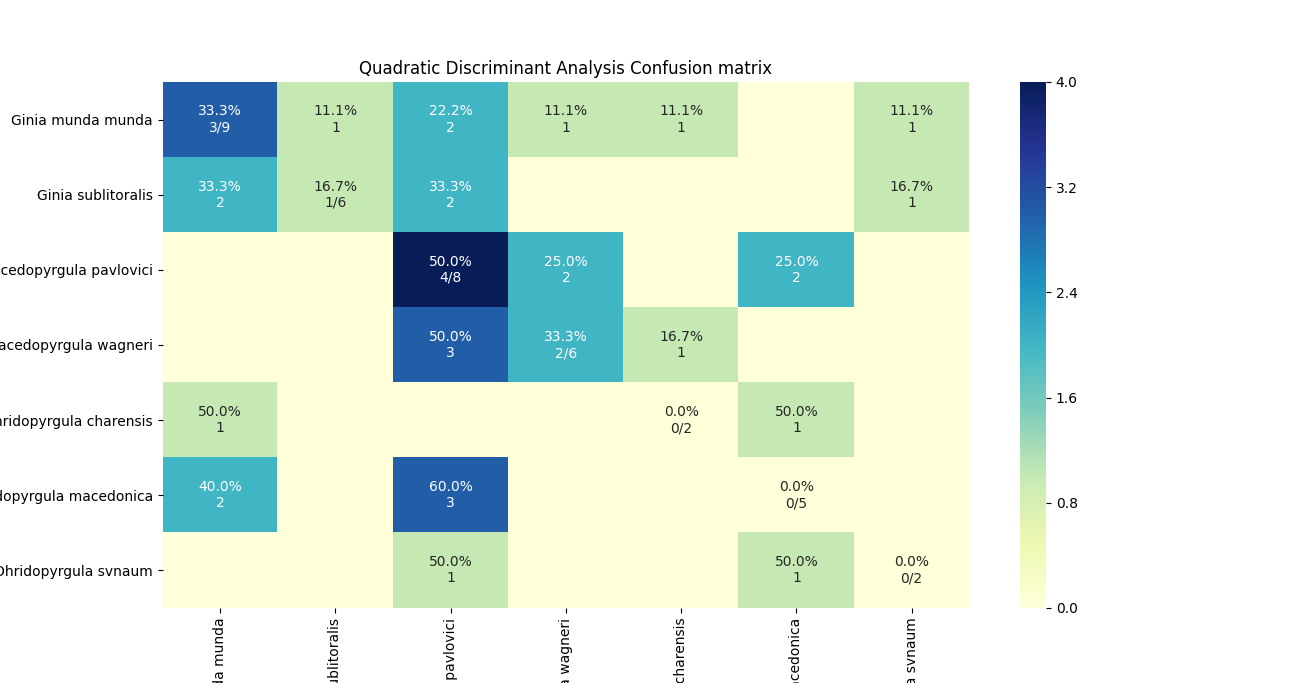 Quadratic Discriminant Analysis Confusion matrix
Ginia munda munda
33.3% 11.1% 22.2% 11.1% 11.1% 11.1%
3/9 1 2 1 1 1
Ginia sublitoralis
33.3% 16.7% 33.3% 16.7%
2 1/6 2 1
cedopyrgula pavlovici
50.0% 25.0% 25.0%
4/8 2 2
acedopyrgula wagneri
50.0% 33.3% 16.7%
3 2/6 1
hridopyrgula charensis
50.0% 0.0% 50.0%
1 0/2 1
dopyrgula macedonica
40.0% 60.0% 0.0%
2 3 0/5
Ohridopyrgula svnaum
50.0% 50.0% 0.0%
1 1 0/2
da munda
ublitoralis
pavlovici
a wagneri
charensis
cedonica
a svnaum
4.0
3.2
2.4
1.6
0.8
0.0